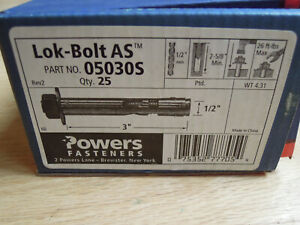 Lok-Bolt AS™
PART NO. 05030S
Rev2
Qty. 25
1/2"
2-5/8"
Min.
26 ft-lbs
Max
Ptd.
WT 4.31
1/2"
3"
Powers
FASTENERS
2 Powers Lane – Brewster, New York
Made in China